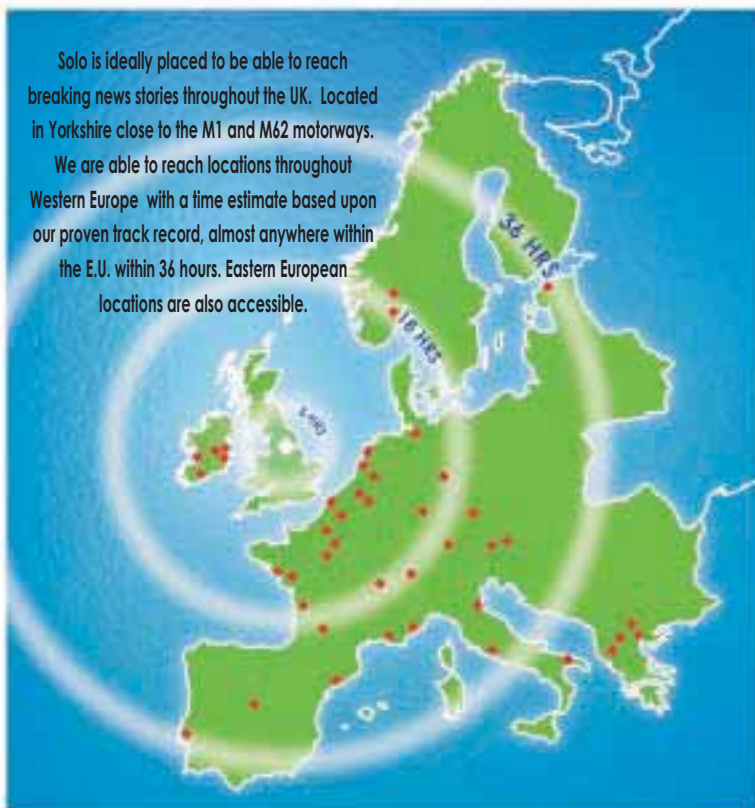 Solo is ideally placed to be able to reach
breaking news stories throughout the UK. Located
in Yorkshire close to the M1 and M62 motorways.
We are able to reach locations throughout
Western Europe with a time estimate based upon
our proven track record, almost anywhere within
the E.U. within 36 hours. Eastern European
locations are also accessible.
36 HRS
18 HRS
HRS